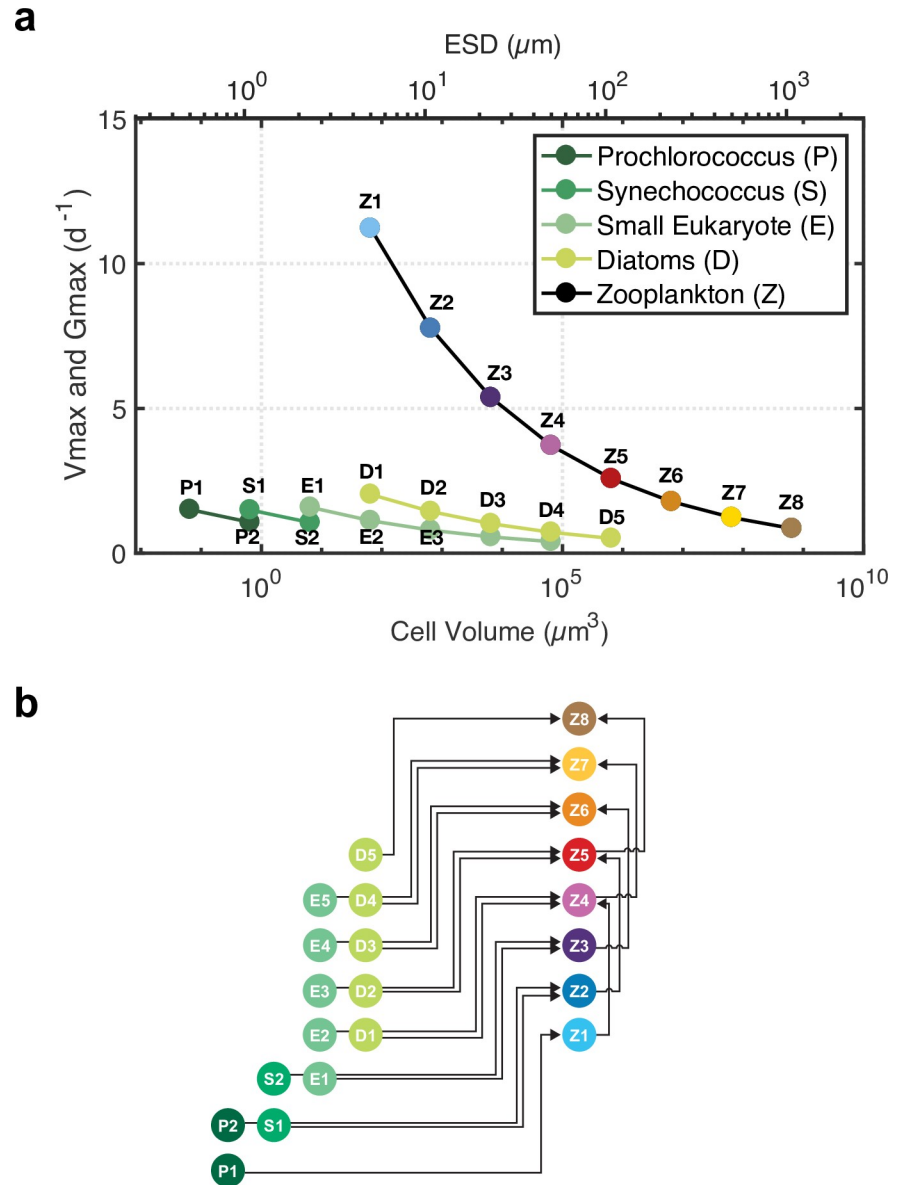 a
ESD (µm)
10^0 10^1 10^2 10^3
Vmax and Gmax (d^-1)
15
10
5
0
Prochlorococcus (P)
Synechococcus (S)
Small Eukaryote (E)
Diatoms (D)
Zooplankton (Z)
Z1
Z2
Z3
Z4
Z5
Z6
Z7
Z8
P1 S1 E1 D1 D2 D3 D4 D5
P2 S2 E2 E3
10^0 10^5 10^10
Cell Volume (µm^3)
b
Z8
Z7
Z6
D5 Z5
E5 D4 Z4
E4 D3 Z3
E3 D2 Z2
E2 D1 Z1
S2 E1
P2 S1
P1